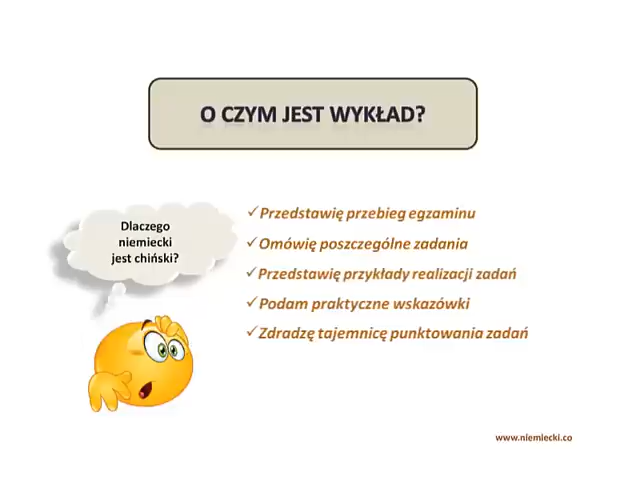 O CZYM JEST WYKŁAD?
Dlaczego
niemiecki
jest chiński?
✓Przedstawię przebieg egzaminu
✓Omówię poszczególne zadania
✓Przedstawię przykłady realizacji zadań
✓Podam praktyczne wskazówki
✓Zdradzę tajemnicę punktowania zadań
www.niemiecki.co